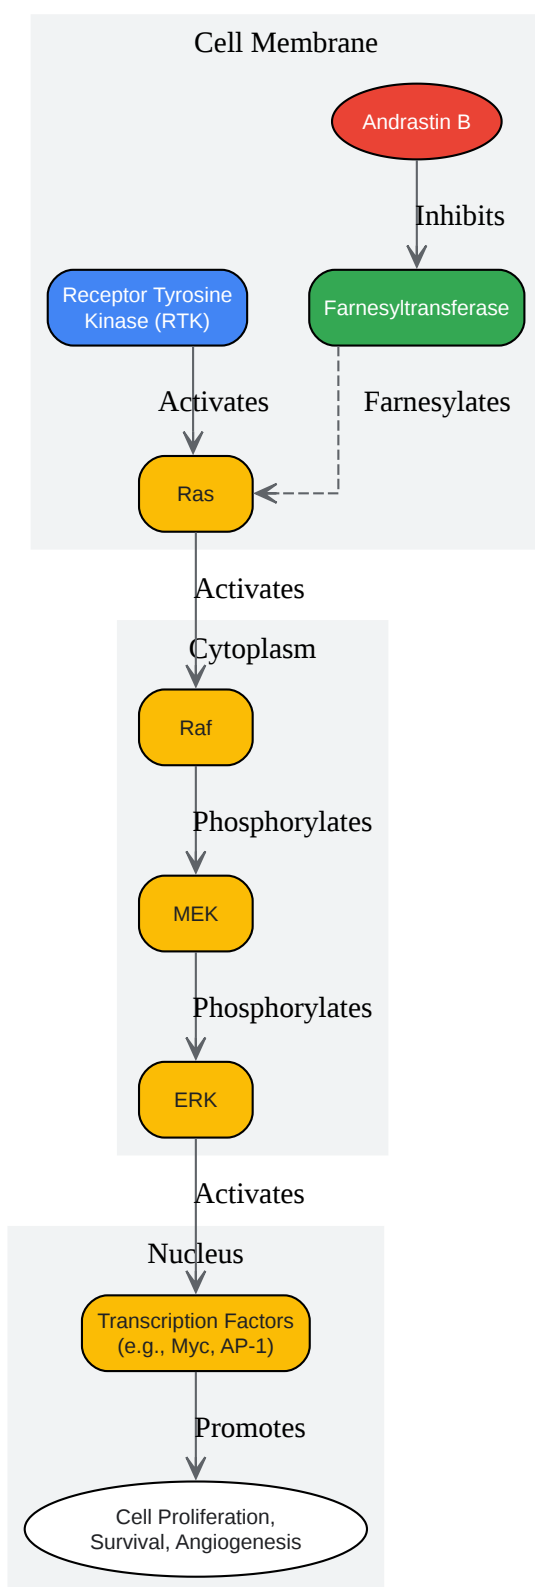 Cell Membrane
Andrastin B
Inhibits
Receptor Tyrosine
Kinase (RTK)
Farnesyltransferase
Activates
Farnesylates
Ras
Activates
Cytoplasm
Raf
Phosphorylates
MEK
Phosphorylates
ERK
Activates
Nucleus
Transcription Factors
(e.g., Myc, AP-1)
Promotes
Cell Proliferation,
Survival, Angiogenesis